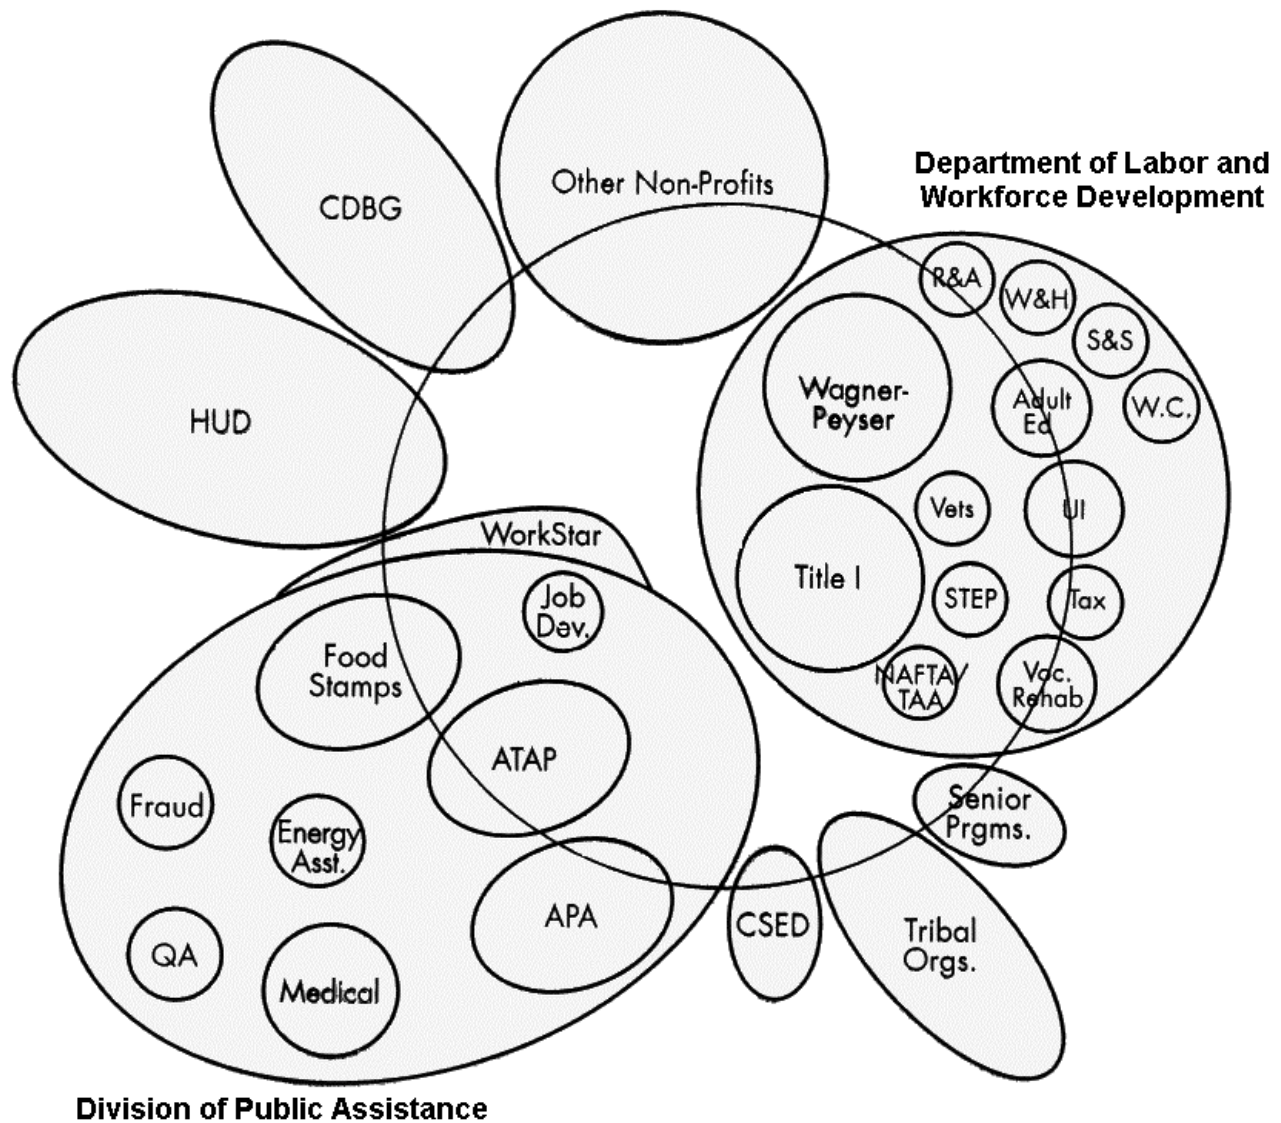 Other Non-Profits
Department of Labor and
Workforce Development
CDBG
R&A
W&H
S&S
Wagner-
Peyser
Adult
Ed
W.C.
HUD
Vets
UI
WorkStar
Title I
STEP
Tax
Job
Dev.
Food
Stamps
NAFTA/
TAA
Voc.
Rehab
ATAP
Fraud
Energy
Asst.
Senior
Prgms.
APA
CSED
Tribal
Orgs.
QA
Medical
Division of Public Assistance